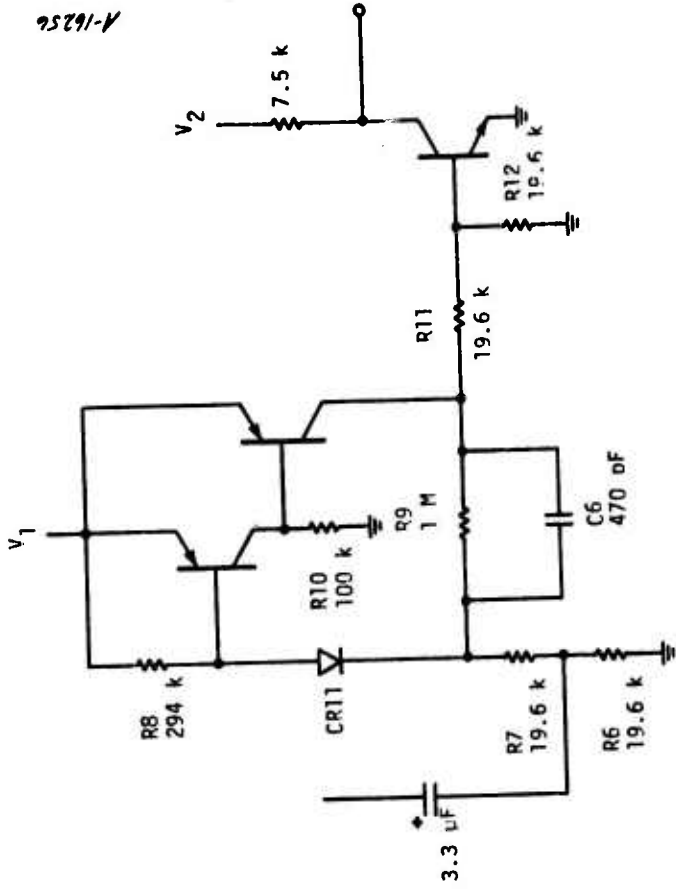 A-16256
V2
7.5 k
V1
R8
294 k
R10
100 k
R9
1 M
CR11
R11
19.6 k
R12
19.6 k
C6
470 pF
R7
19.6 k
R6
19.6 k
+
3.3 µF